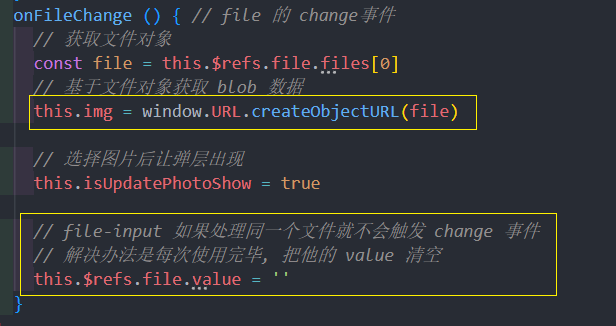 onFileChange () { // file 的 change事件
// 获取文件对象
const file = this.$refs.file.files[0]
// 基于文件对象获取 blob 数据
this.img = window.URL.createObjectURL(file)
// 选择图片后让弹层出现
this.isUpdatePhotoShow = true
// file-input 如果处理同一个文件就不会触发 change 事件
// 解决办法是每次使用完毕, 把他的 value 清空
this.$refs.file.value = ''
}